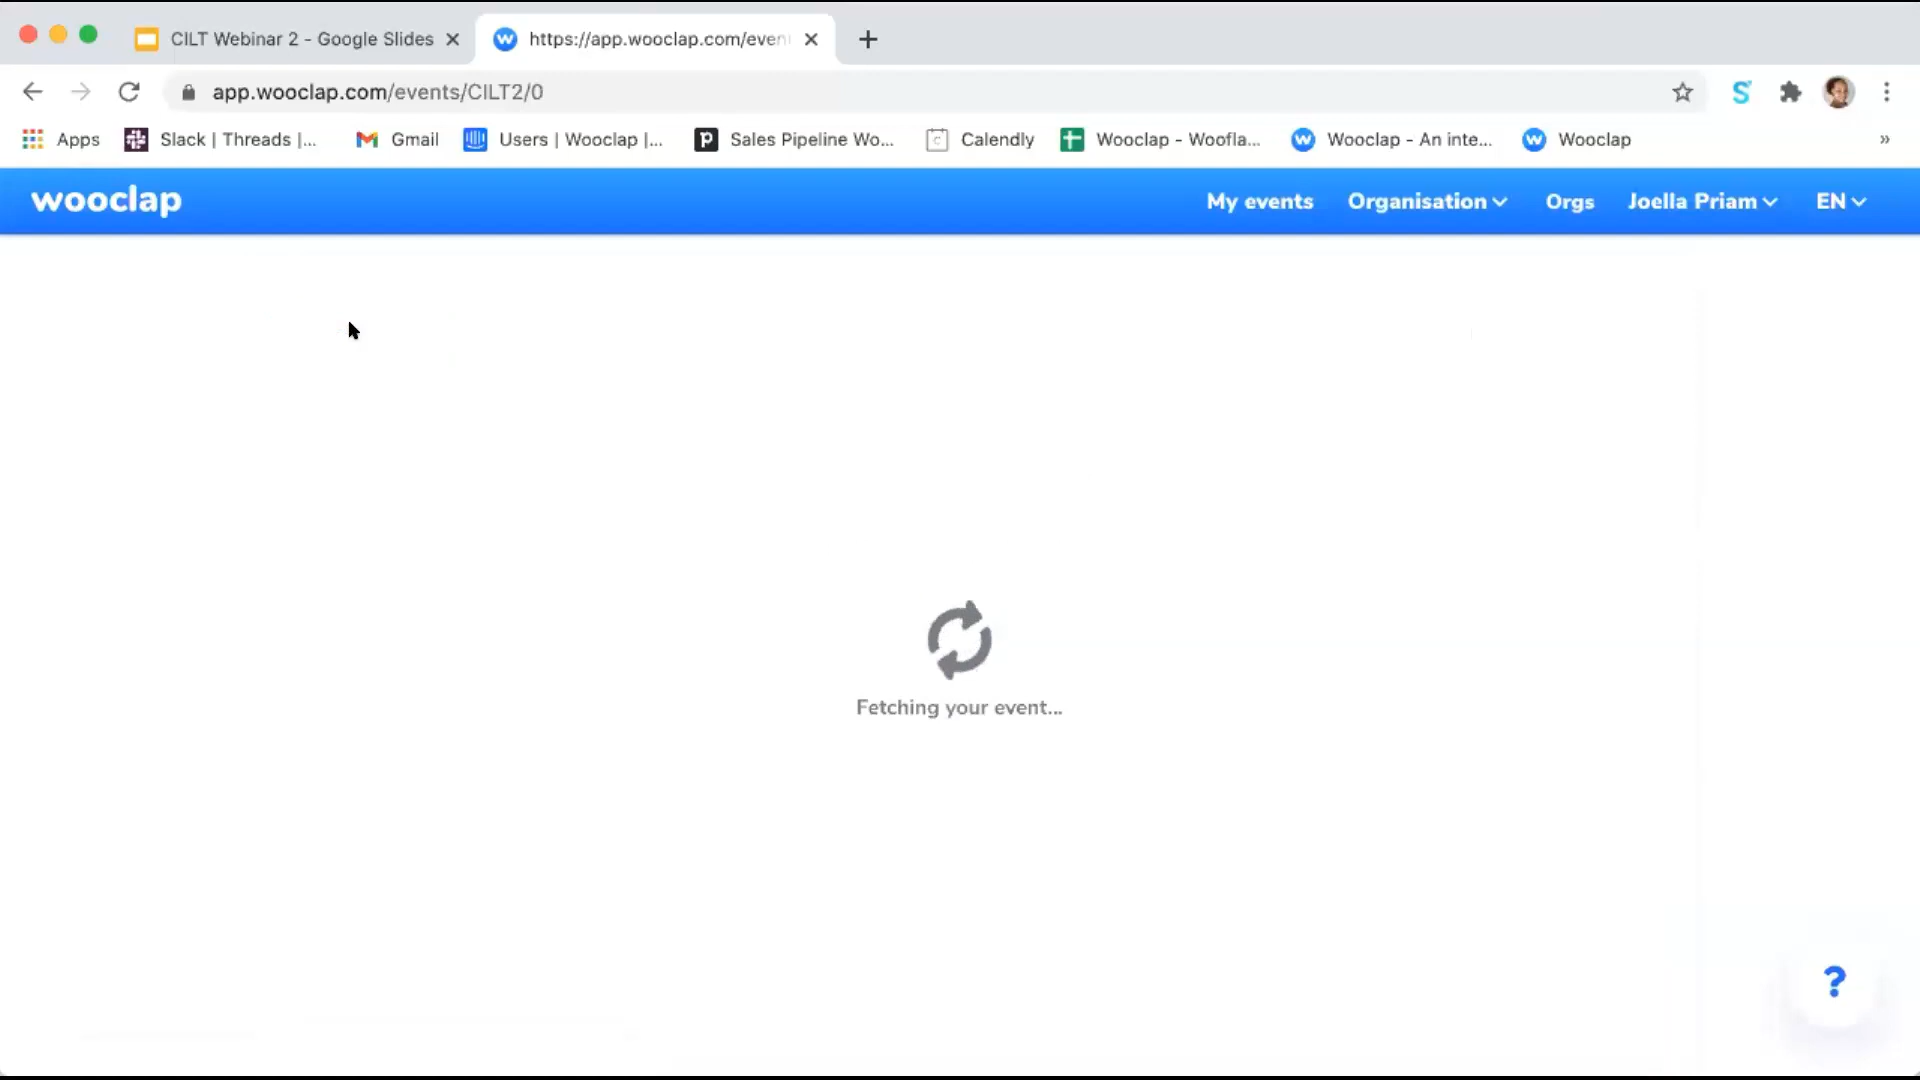 CILT Webinar 2 - Google Slides
https://app.wooclap.com/even
app.wooclap.com/events/CILT2/0
Apps
Slack | Threads |...
Gmail
Users | Wooclap |...
Sales Pipeline Wo...
Calendly
Wooclap - Woofla...
Wooclap - An inte...
Wooclap
»
wooclap
My events
Organisation
Orgs
Joella Priam
EN
Fetching your event...
?